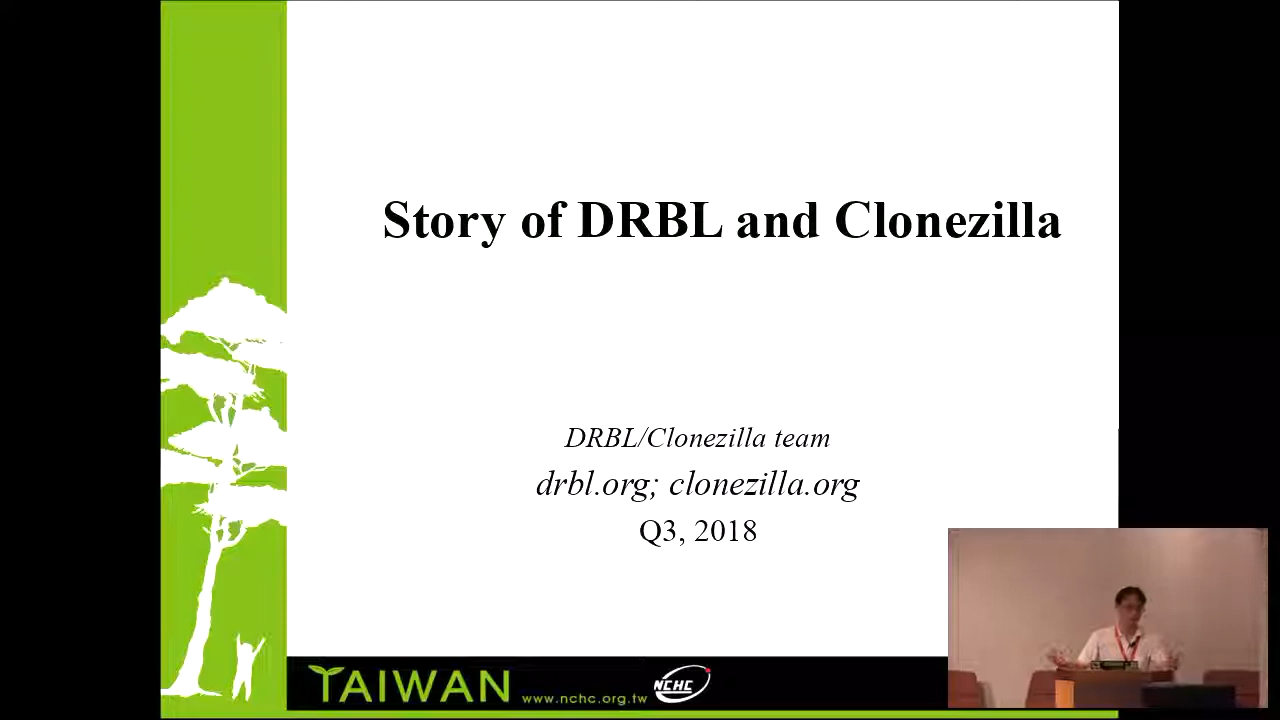 Story of DRBL and Clonezilla
DRBL/Clonezilla team
drbl.org; clonezilla.org
Q3, 2018
TAIWAN www.nchc.org.tw NCHC